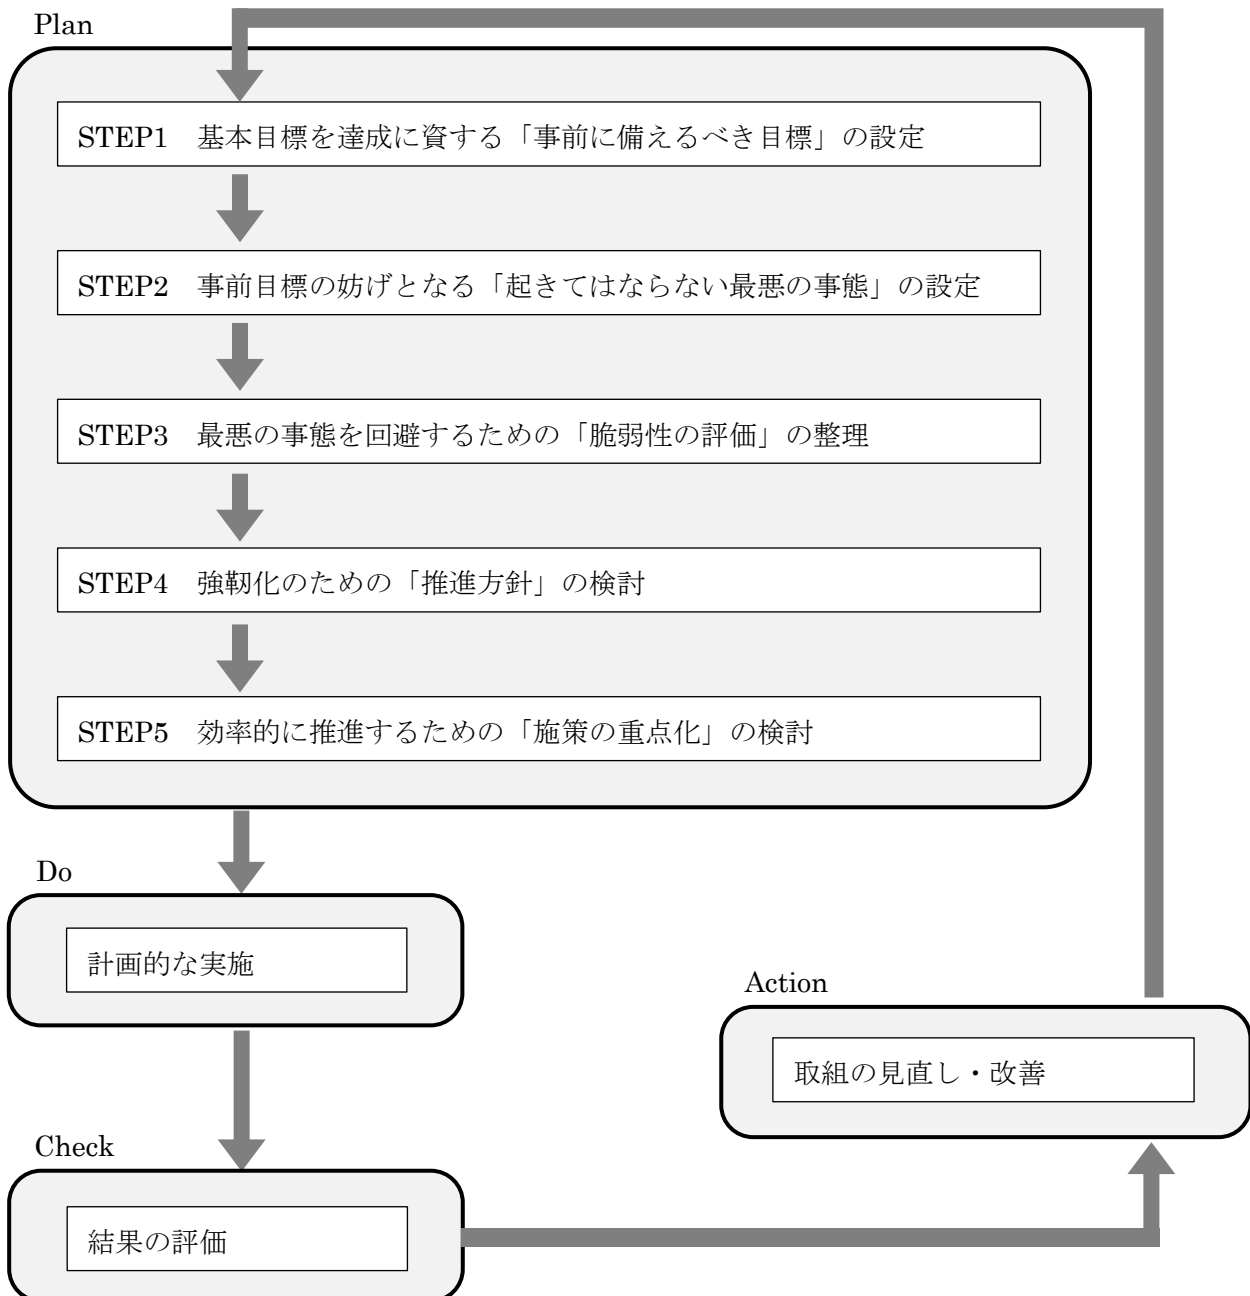 Plan
STEP1 基本目標を達成に資する「事前に備えるべき目標」の設定
STEP2 事前目標の妨げとなる「起きてはならない最悪の事態」の設定
STEP3 最悪の事態を回避するための「脆弱性の評価」の整理
STEP4 強靭化のための「推進方針」の検討
STEP5 効率的に推進するための「施策の重点化」の検討
Do
計画的な実施
Action
取組の見直し・改善
Check
結果の評価